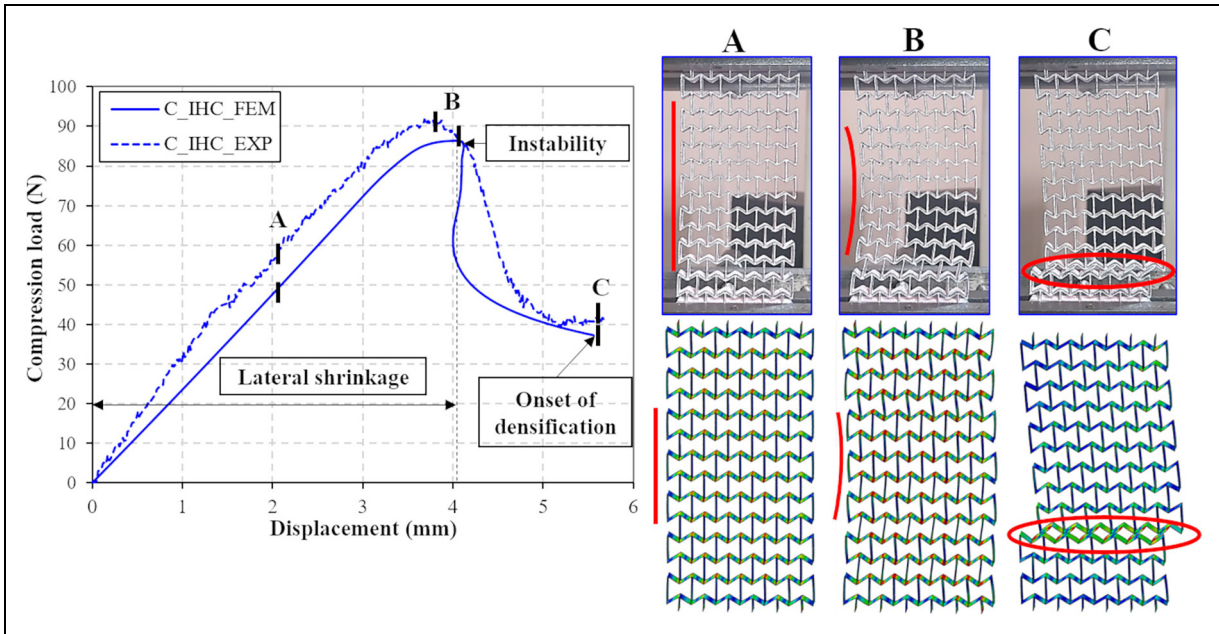 A
B
C
100
90
80
70
60
50
40
30
20
10
0
Compression load (N)
C_IHC_FEM
C_IHC_EXP
A
B
C
Instability
Lateral shrinkage
Onset of
densification
0
1
2
3
4
5
6
Displacement (mm)